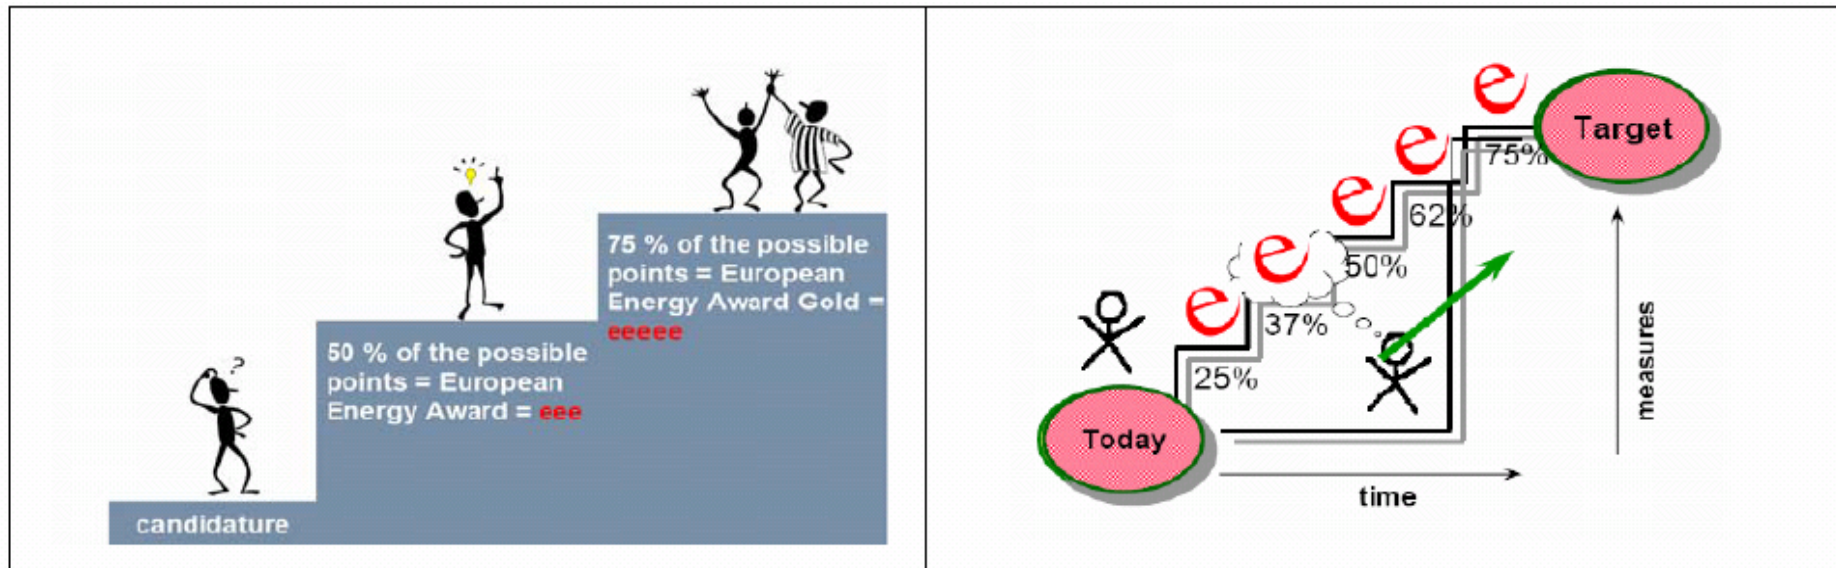 75 % of the possible
points = European
Energy Award Gold =
eeeee
50 % of the possible
points = European
Energy Award = eee
?
candidature
e
Target
75%
e
62%
e
50%
e
37%
e
25%
Today
measures
time